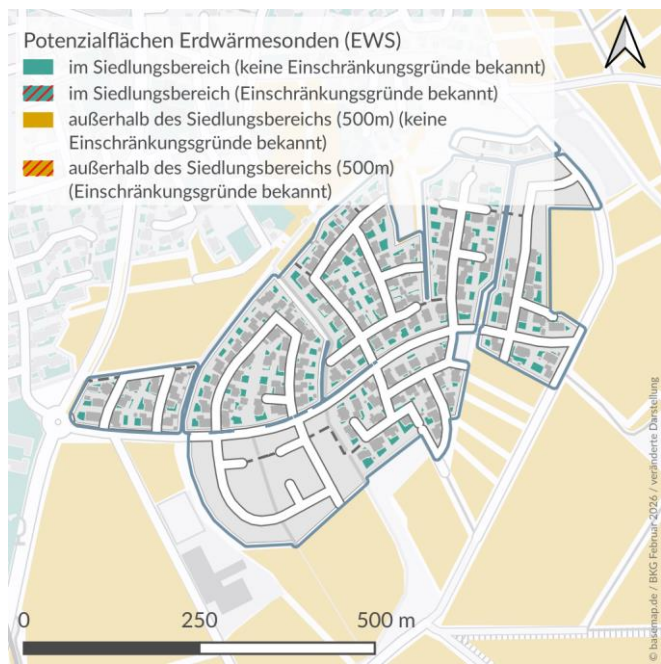 Potenzialflächen Erdwärmesonden (EWS)
im Siedlungsbereich (keine Einschränkungsgründe bekannt)
im Siedlungsbereich (Einschränkungsgründe bekannt)
außerhalb des Siedlungsbereichs (500m) (keine
Einschränkungsgründe bekannt)
außerhalb des Siedlungsbereichs (500m)
(Einschränkungsgründe bekannt)
0 250 500 m
© basemap.de / BKG Februar 2026 / veränderte Darstellung